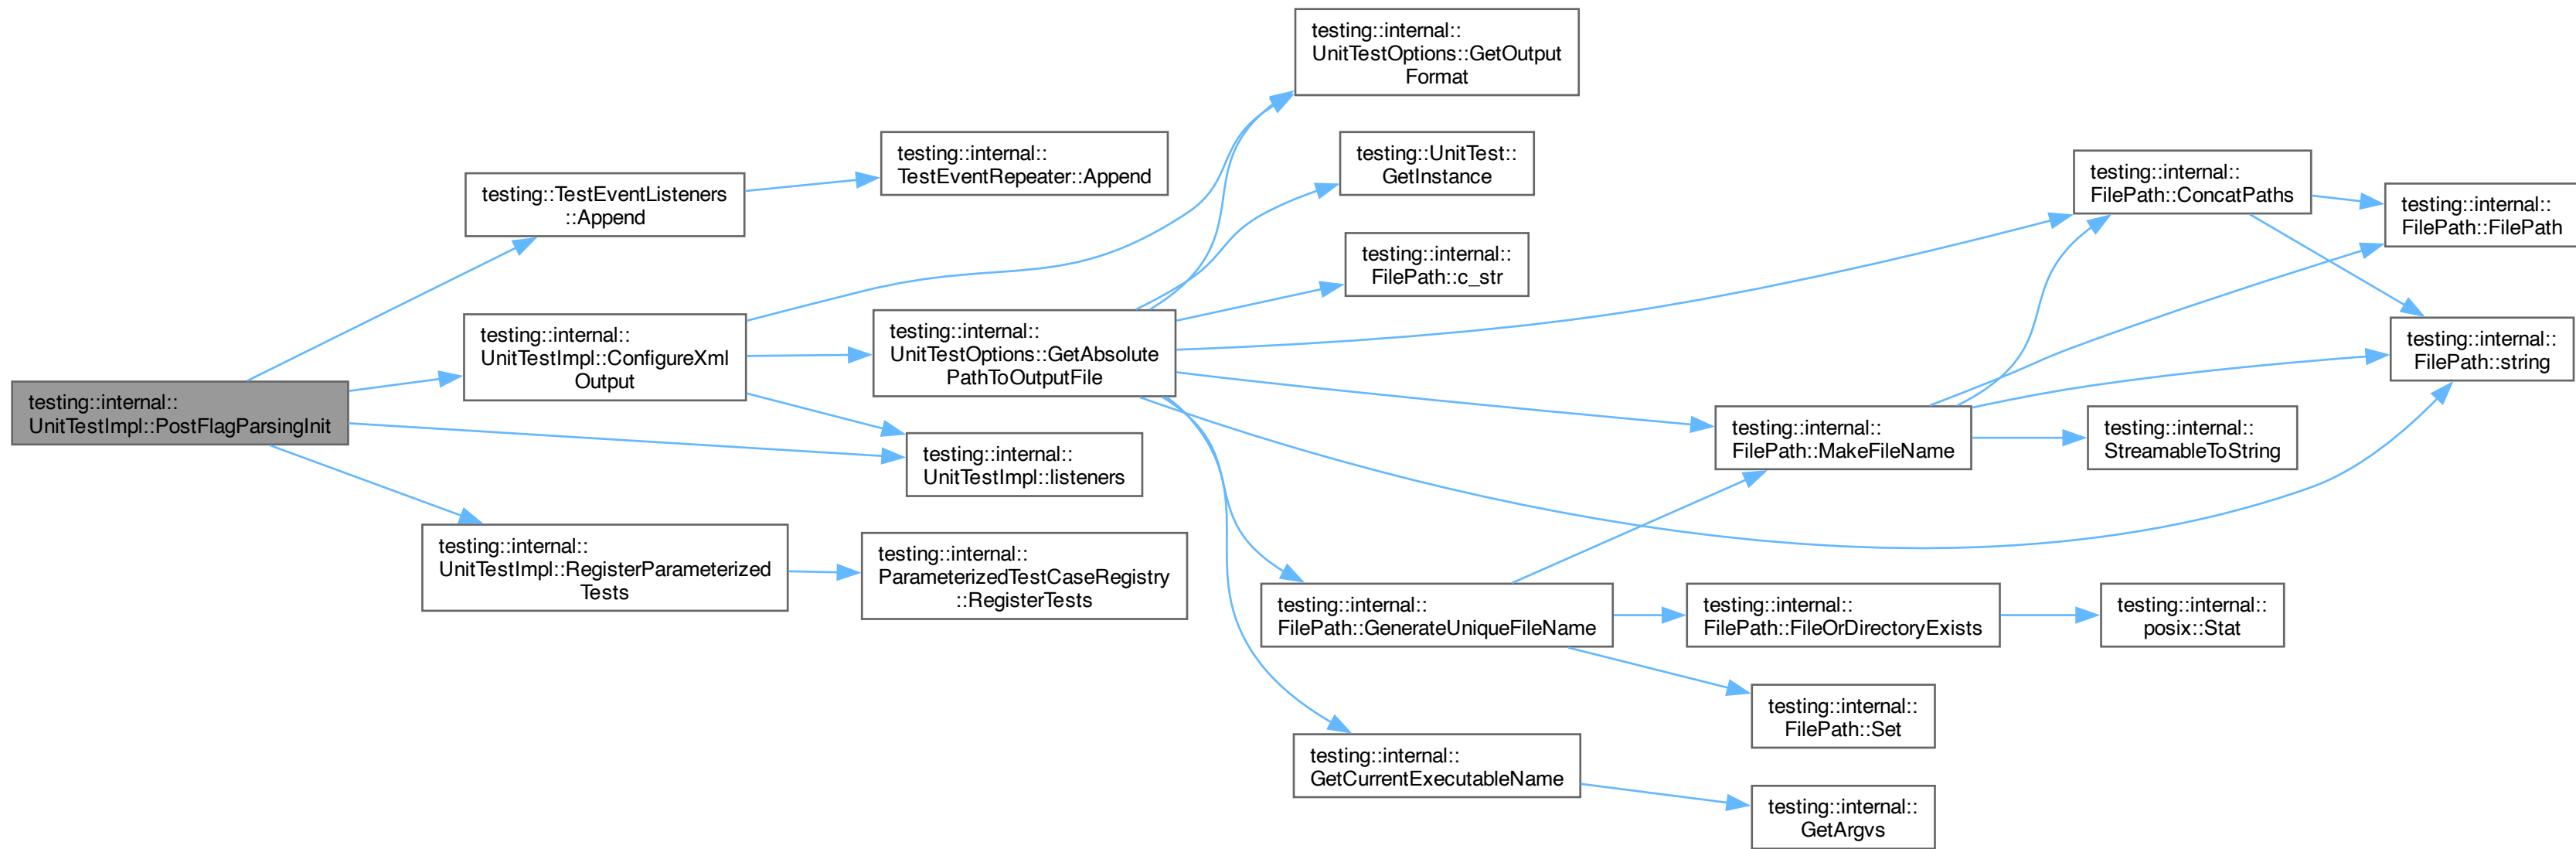 testing::internal::
UnitTestImpl::PostFlagParsingInit
testing::TestEventListeners
::Append
testing::internal::
TestEventRepeater::Append
testing::internal::
UnitTestImpl::ConfigureXml
Output
testing::internal::
UnitTestOptions::GetOutput
Format
testing::internal::
UnitTestOptions::GetAbsolute
PathToOutputFile
testing::UnitTest::
GetInstance
testing::internal::
FilePath::c_str
testing::internal::
FilePath::ConcatPaths
testing::internal::
FilePath::FilePath
testing::internal::
FilePath::string
testing::internal::
FilePath::MakeFileName
testing::internal::
StreamableToString
testing::internal::
FilePath::GenerateUniqueFileName
testing::internal::
FilePath::FileOrDirectoryExists
testing::internal::
posix::Stat
testing::internal::
FilePath::Set
testing::internal::
GetCurrentExecutableName
testing::internal::
GetArgvs
testing::internal::
UnitTestImpl::listeners
testing::internal::
UnitTestImpl::RegisterParameterized
Tests
testing::internal::
ParameterizedTestCaseRegistry
::RegisterTests